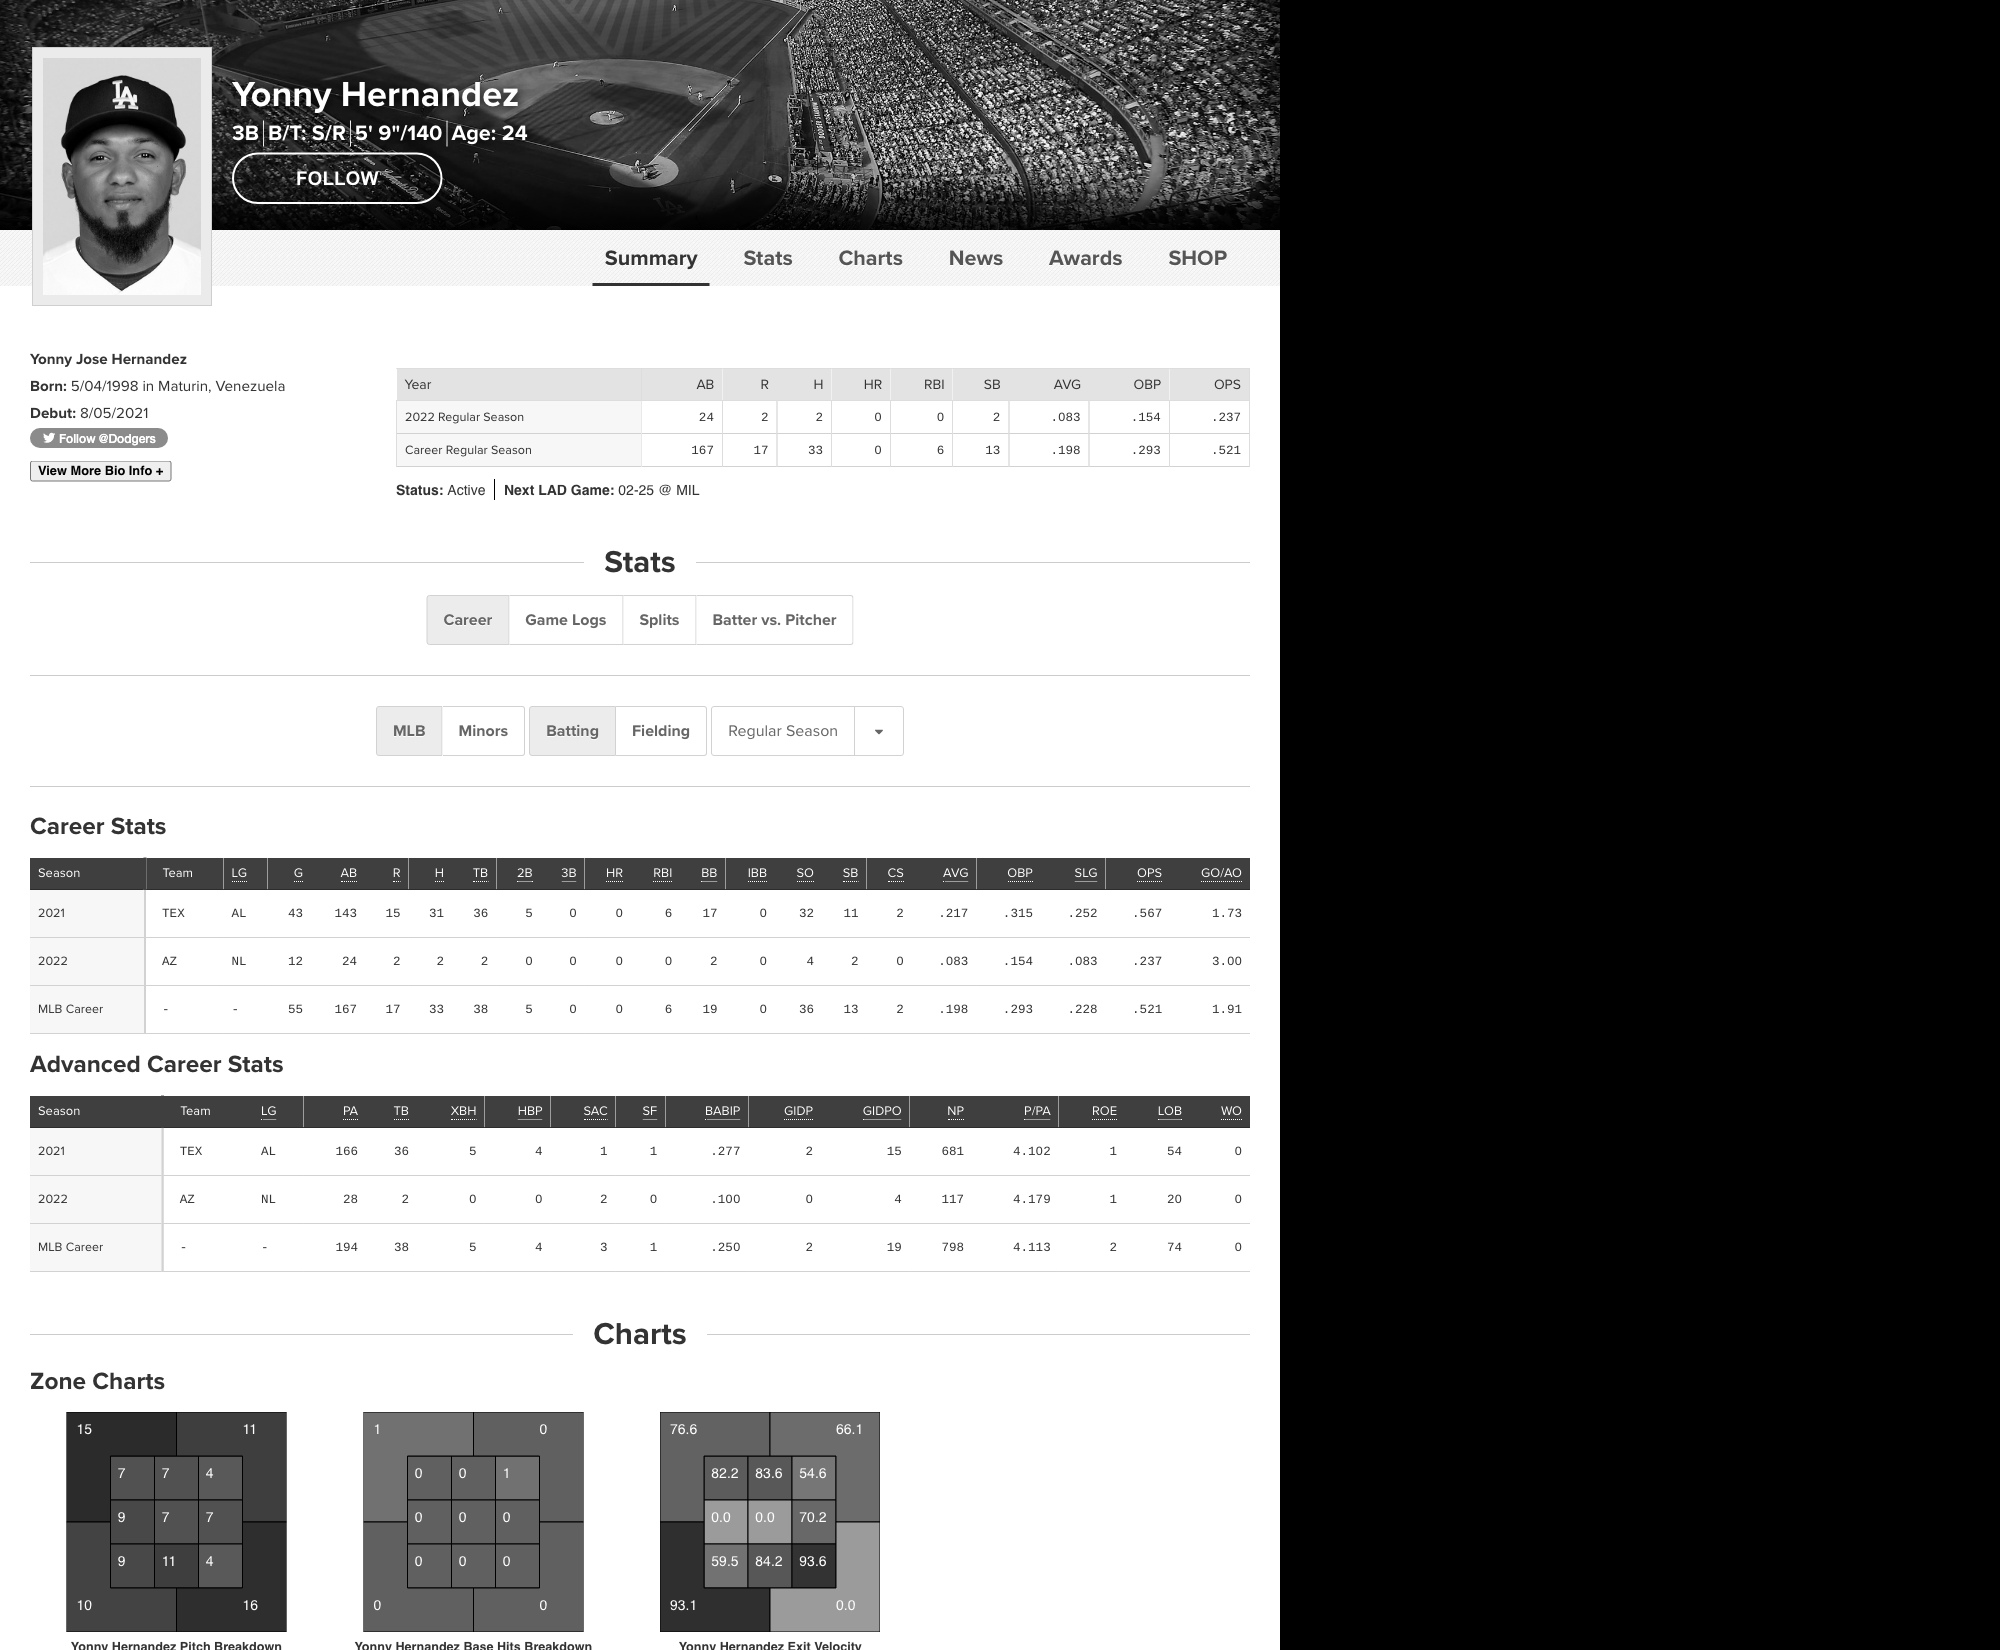 LA
Yonny Hernandez
3B | B/T: S/R | 5' 9"/140 | Age: 24
FOLLOW
Summary Stats Charts News Awards SHOP
Yonny Jose Hernandez
Born: 5/04/1998 in Maturin, Venezuela
Debut: 8/05/2021
Follow @Dodgers
View More Bio Info +
Year AB R H HR RBI SB AVG OBP OPS
2022 Regular Season 24 2 2 0 0 2 .083 .154 .237
Career Regular Season 167 17 33 0 6 13 .198 .293 .521
Status: Active | Next LAD Game: 02-25 @ MIL
Stats
Career Game Logs Splits Batter vs. Pitcher
MLB Minors Batting Fielding Regular Season
Career Stats
Season Team LG G AB R H TB 2B 3B HR RBI BB IBB SO SB CS AVG OBP SLG OPS GO/AO
2021 TEX AL 43 143 15 31 36 5 0 0 6 17 0 32 11 2 .217 .315 .252 .567 1.73
2022 AZ NL 12 24 2 2 2 0 0 0 0 2 0 4 2 0 .083 .154 .083 .237 3.00
MLB Career - - 55 167 17 33 38 5 0 0 6 19 0 36 13 2 .198 .293 .228 .521 1.91
Advanced Career Stats
Season Team LG PA TB XBH HBP SAC SF BABIP GIDP GIDPO NP P/PA ROE LOB WO
2021 TEX AL 166 36 5 4 1 1 .277 2 15 681 4.102 1 54 0
2022 AZ NL 28 2 0 0 2 0 .100 0 4 117 4.179 1 20 0
MLB Career - - 194 38 5 4 3 1 .250 2 19 798 4.113 2 74 0
Charts
Zone Charts
15 11 1 0 76.6 66.1
7 7 4 0 0 1 82.2 83.6 54.6
9 7 7 0 0 0 0.0 0.0 70.2
9 11 4 0 0 0 59.5 84.2 93.6
10 16 0 0 93.1 0.0
Yonny Hernandez Pitch Breakdown Yonny Hernandez Base Hits Breakdown Yonny Hernandez Exit Velocity